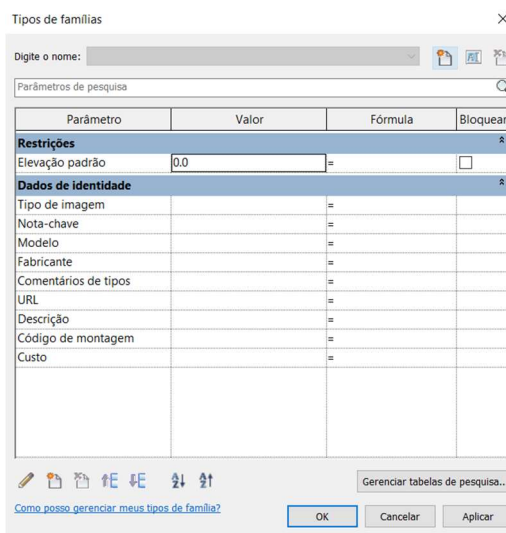 Tipos de famílias
Digite o nome:
Parâmetros de pesquisa
Parâmetro Valor Fórmula Bloquear
Restrições
Elevação padrão 0.0 =
Dados de identidade
Tipo de imagem =
Nota-chave =
Modelo =
Fabricante =
Comentários de tipos =
URL =
Descrição =
Código de montagem =
Custo =
Gerenciar tabelas de pesquisa...
Como posso gerenciar meus tipos de família?
OK Cancelar Aplicar